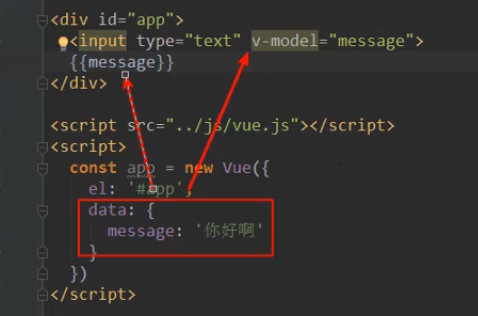 <div id="app">
<input type="text" v-model="message">
{{message}}
</div>
<script src="../js/vue.js"></script>
<script>
const app = new Vue({
el: '#app',
data: {
message: '你好啊'
}
})
</script>